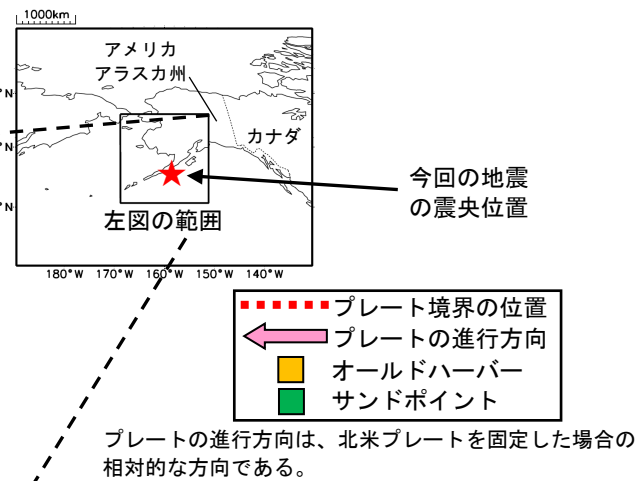 1000km
アメリカ
アラスカ州
カナダ
°N
°N
°N
今回の地震
の震央位置
左図の範囲
180°W 170°W 160°W 150°W 140°W
プレート境界の位置
プレートの進行方向
オールドハーバー
サンドポイント
プレートの進行方向は、北米プレートを固定した場合の
相対的な方向である。